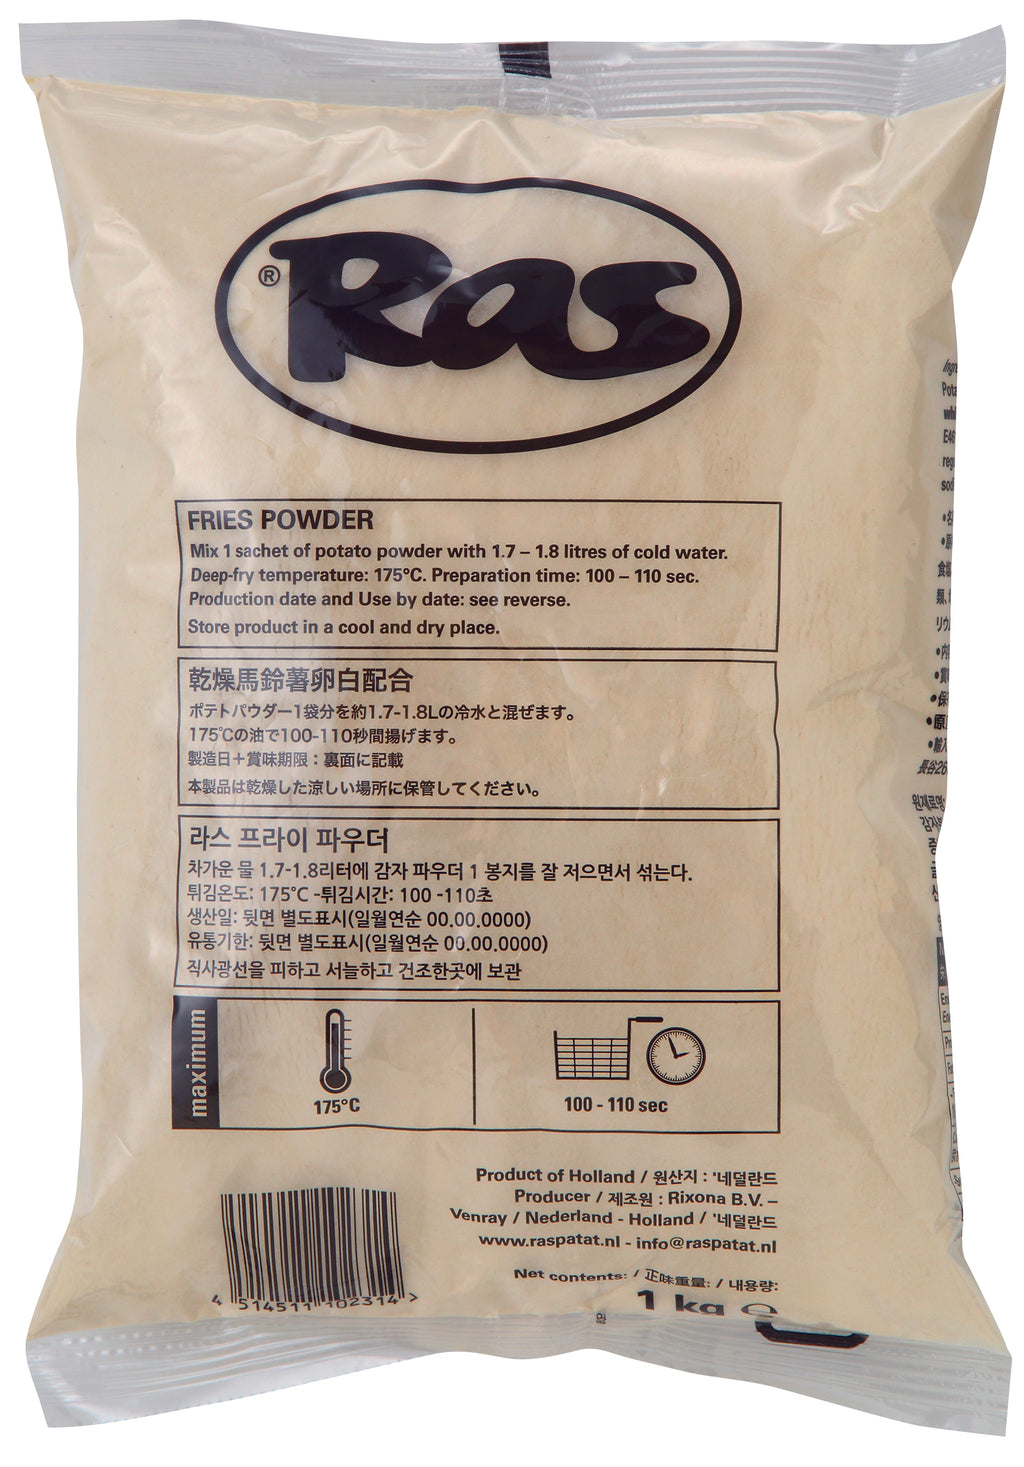 Ras
®
FRIES POWDER
Mix 1 sachet of potato powder with 1.7 – 1.8 litres of cold water.
Deep-fry temperature: 175°C. Preparation time: 100 – 110 sec.
Production date and Use by date: see reverse.
Store product in a cool and dry place.
乾燥馬鈴薯卵白配合
ポテトパウダー1袋分を約1.7-1.8Lの冷水と混ぜます。
175℃の油で100-110秒間揚げます。
製造日＋賞味期限：裏面に記載
本製品は乾燥した涼しい場所に保管してください。
라스 프라이 파우더
차가운 물 1.7-1.8리터에 감자 파우더 1 봉지를 잘 저으면서 섞는다.
튀김온도: 175°C -튀김시간: 100 -110초
생산일: 뒷면 별도표시(일월연순 00.00.0000)
유통기한: 뒷면 별도표시(일월연순 00.00.0000)
직사광선을 피하고 서늘하고 건조한곳에 보관
maximum
175°C
100 - 110 sec
Product of Holland / 원산지 : '네덜란드
Producer / 제조원 : Rixona B.V. –
Venray / Nederland - Holland / '네덜란드
www.raspatat.nl - info@raspatat.nl
Net contents: / 正味重量: / 내용량:
1 kg ℮
4 514511 102314 >